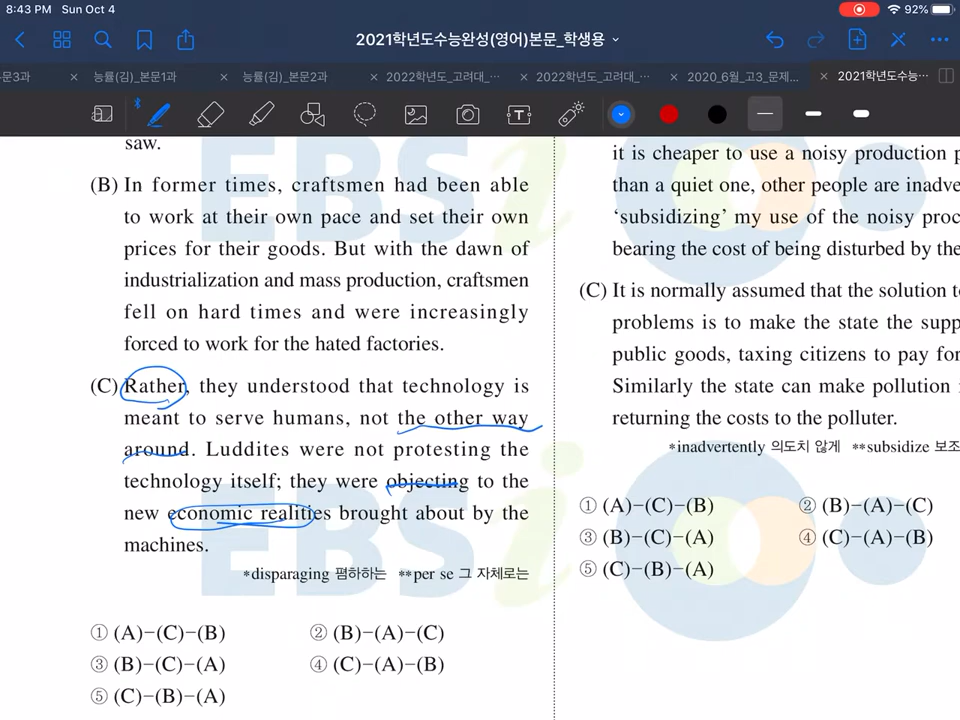 8:43 PM Sun Oct 4
92%
2021학년도수능완성(영어)본문_학생용
문3과
능률(김)_본문1과
능률(김)_본문2과
2022학년도_고려대_···
2022학년도_고려대_···
2020_6월_고3_문제...
2021학년도수능···
saw.
(B) In former times, craftsmen had been able
to work at their own pace and set their own
prices for their goods. But with the dawn of
industrialization and mass production, craftsmen
fell on hard times and were increasingly
forced to work for the hated factories.
(C) Rather, they understood that technology is
meant to serve humans, not the other way
around. Luddites were not protesting the
technology itself; they were objecting to the
new economic realities brought about by the
machines.
*disparaging 폄하하는 **per se 그 자체로는
① (A)-(C)-(B)
② (B)-(A)-(C)
③ (B)-(C)-(A)
④ (C)-(A)-(B)
⑤ (C)-(B)-(A)
it is cheaper to use a noisy production p
than a quiet one, other people are inadve
'subsidizing' my use of the noisy proc
bearing the cost of being disturbed by the
(C) It is normally assumed that the solution to
problems is to make the state the supp
public goods, taxing citizens to pay for
Similarly the state can make pollution
returning the costs to the polluter.
*inadvertently 의도치 않게 **subsidize 보조
① (A)-(C)-(B)
② (B)-(A)-(C)
③ (B)-(C)-(A)
④ (C)-(A)-(B)
⑤ (C)-(B)-(A)
EBSi
EBSi